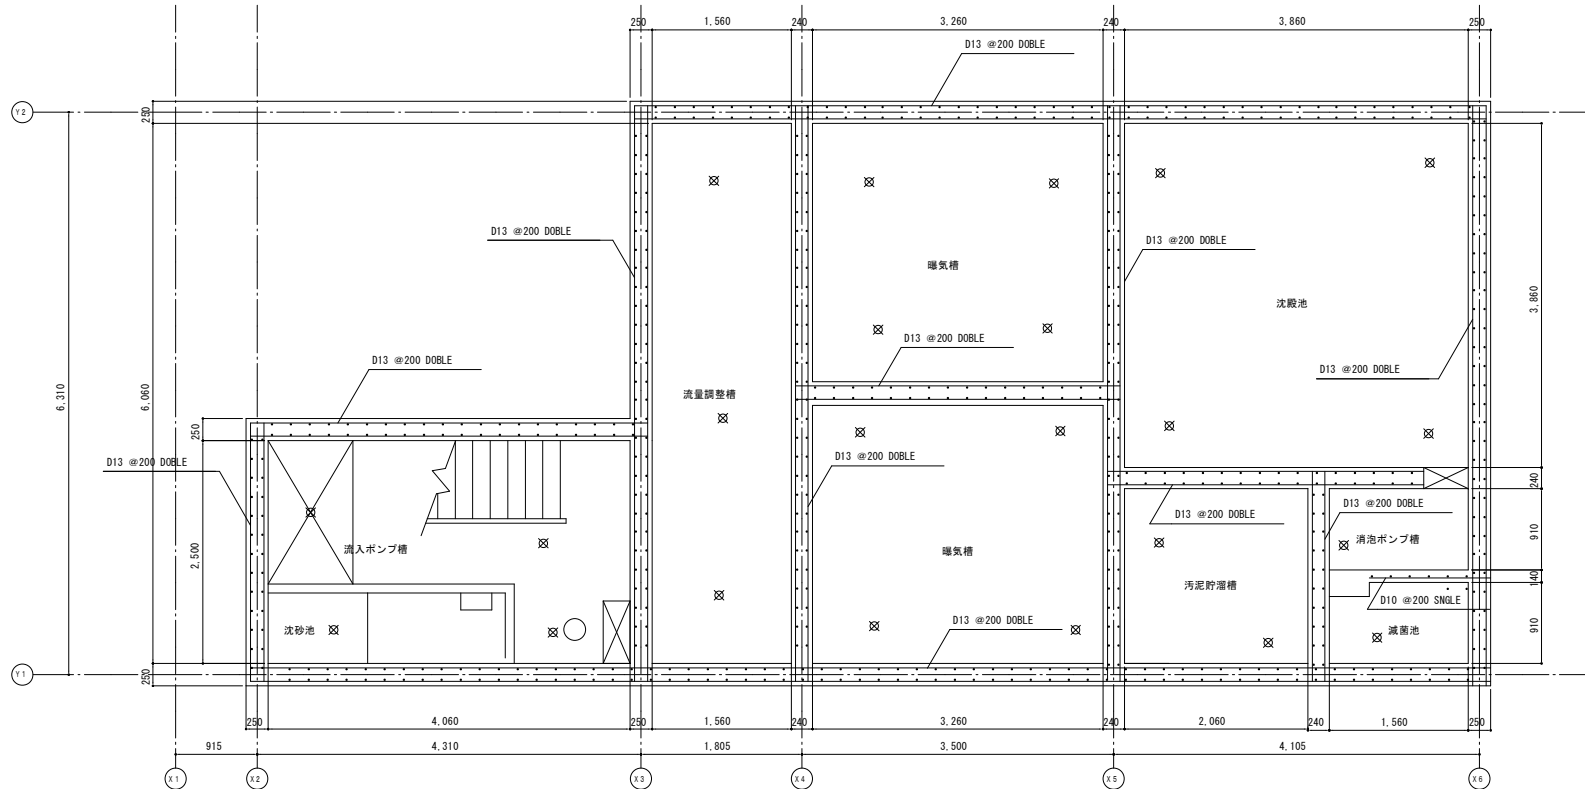 250 1,560 240 3,260 240 3,860 250
D13 @200 DOBLE
Y2
250
D13 @200 DOBLE
D13 @200 DOBLE
曝気槽
沈殿池
3,860
D13 @200 DOBLE
D13 @200 DOBLE
D13 @200 DOBLE
6,310
6,060
流量調整槽
250
D13 @200 DOBLE
D13 @200 DOBLE
240
D13 @200 DOBLE
D13 @200 DOBLE
2,500
流入ポンプ槽
曝気槽
消泡ポンプ槽
910
汚泥貯溜槽
140
D10 @200 SNGLE
沈砂池
D13 @200 DOBLE
滅菌池
910
Y1
250
250 4,060 250 1,560 240 3,260 240 2,060 240 1,560 250
915 4,310 1,805 3,500 4,105
X1 X2 X3 X4 X5 X6